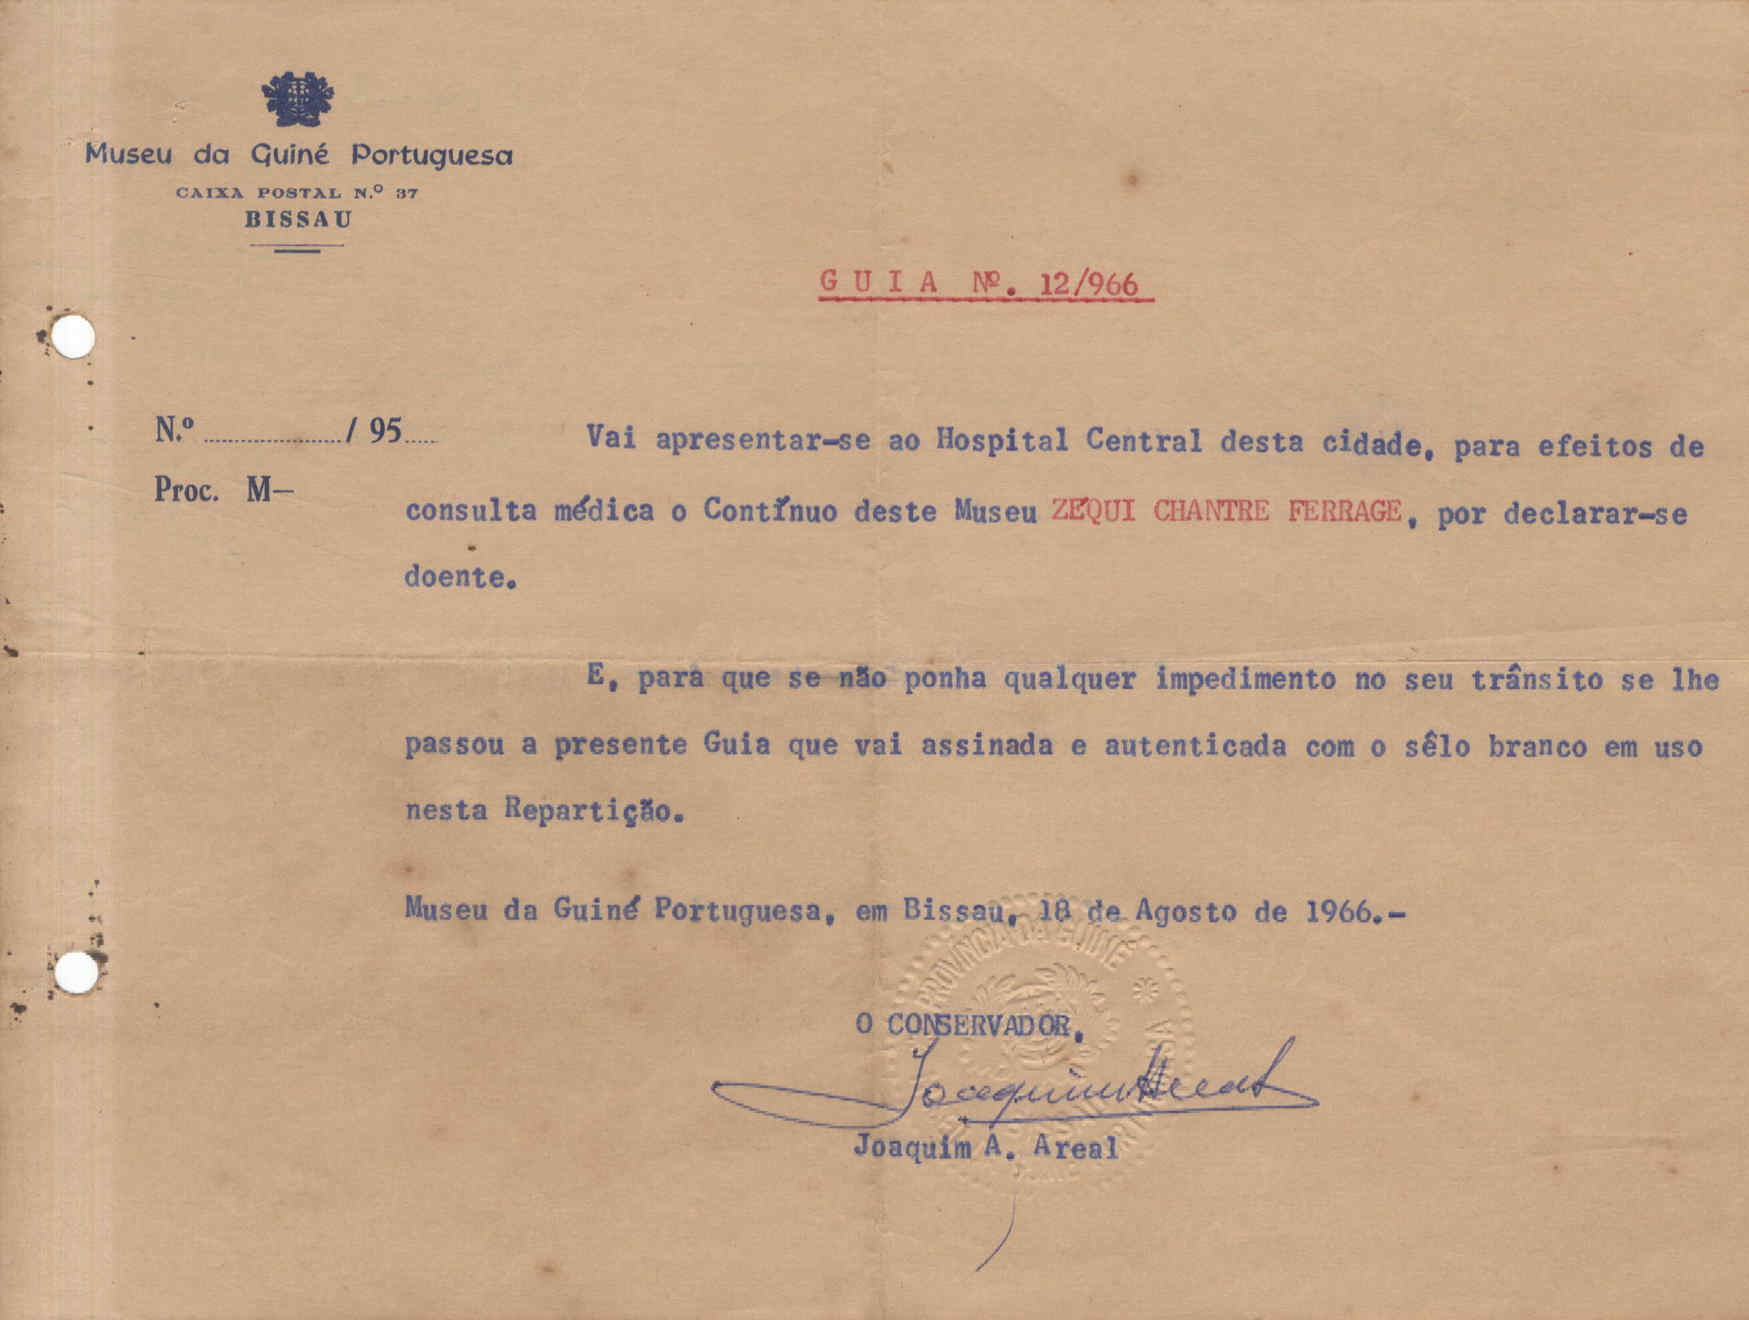 Museu da Guiné Portuguesa
CAIXA POSTAL N.º 37
BISSAU
GUIA Nº. 12/966
N.º ..................... / 95.....
Proc. M—
Vai apresentar-se ao Hospital Central desta cidade, para efeitos de
consulta médica o Contínuo deste Museu ZÉQUI CHANTRE FERRAGE, por declarar-se
doente.
E, para que se não ponha qualquer impedimento no seu trânsito se lhe
passou a presente Guia que vai assinada e autenticada com o sêlo branco em uso
nesta Repartição.
Museu da Guiné Portuguesa, em Bissau, 18 de Agosto de 1966.-
PROVINCIA DA GUINÉ
O CONSERVADOR,
Joaquim Areal
Joaquim A. Areal